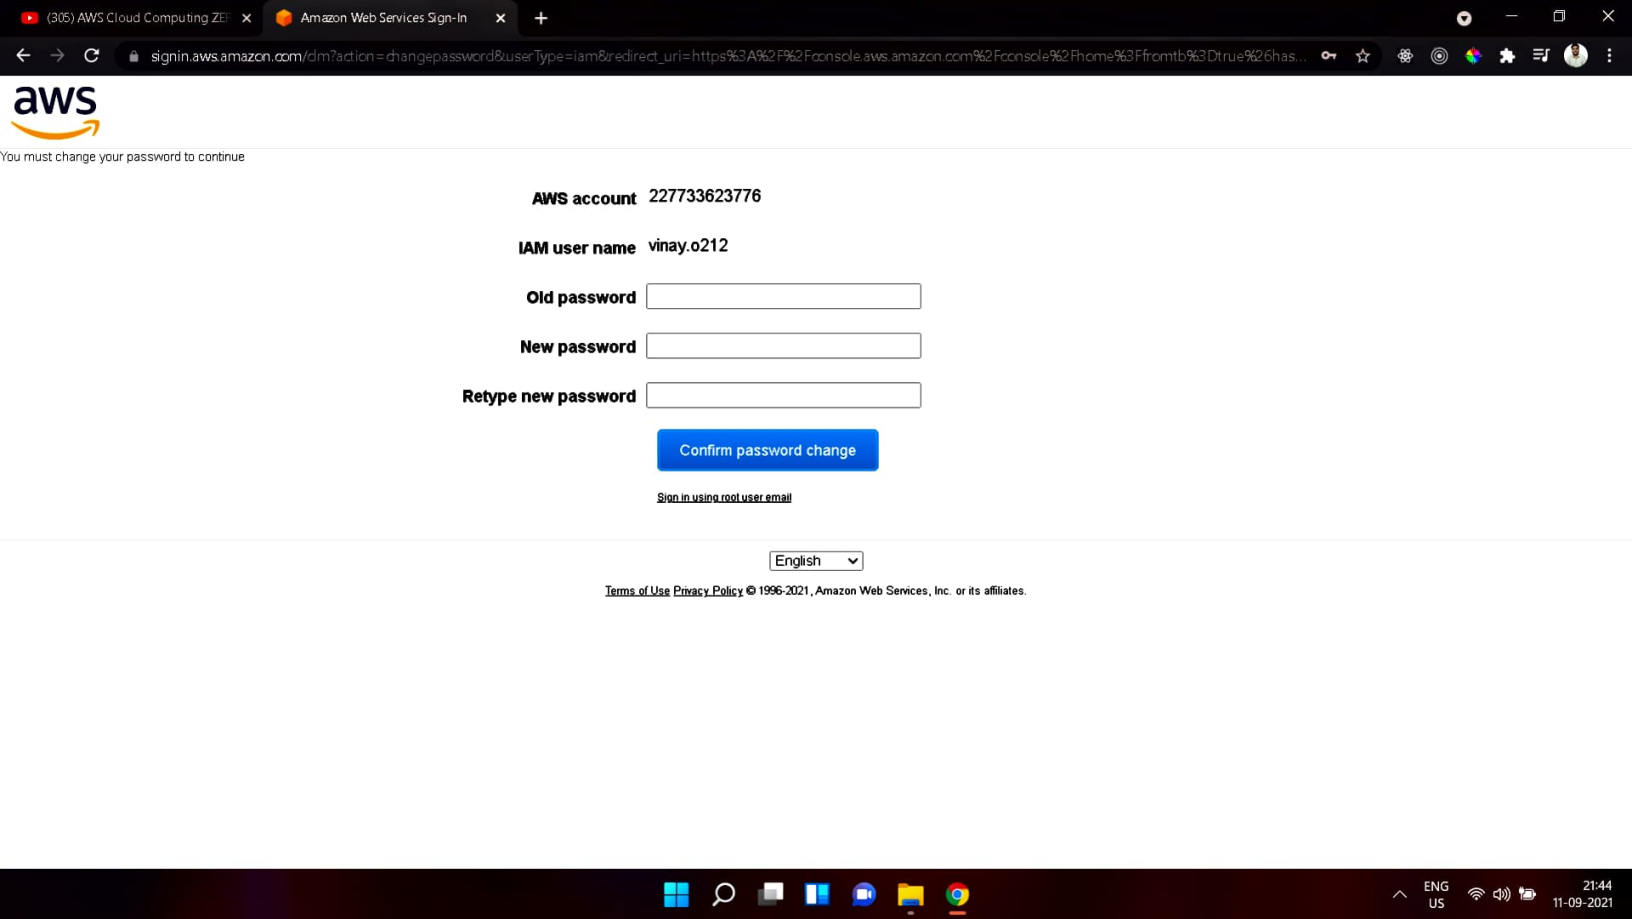 (305) AWS Cloud Computing ZER
Amazon Web Services Sign-In
signin.aws.amazon.com/dm?action=changepassword&userType=iam&redirect_uri=https%3A%2F%2Fconsole.aws.amazon.com%2Fconsole%2Fhome%3Ffromtb%3Dtrue%26has...
aws
You must change your password to continue
AWS account 227733623776
IAM user name vinay.o212
Old password
New password
Retype new password
Confirm password change
Sign in using root user email
English
Terms of Use Privacy Policy © 1996-2021, Amazon Web Services, Inc. or its affiliates.
ENG
US
21:44
11-09-2021